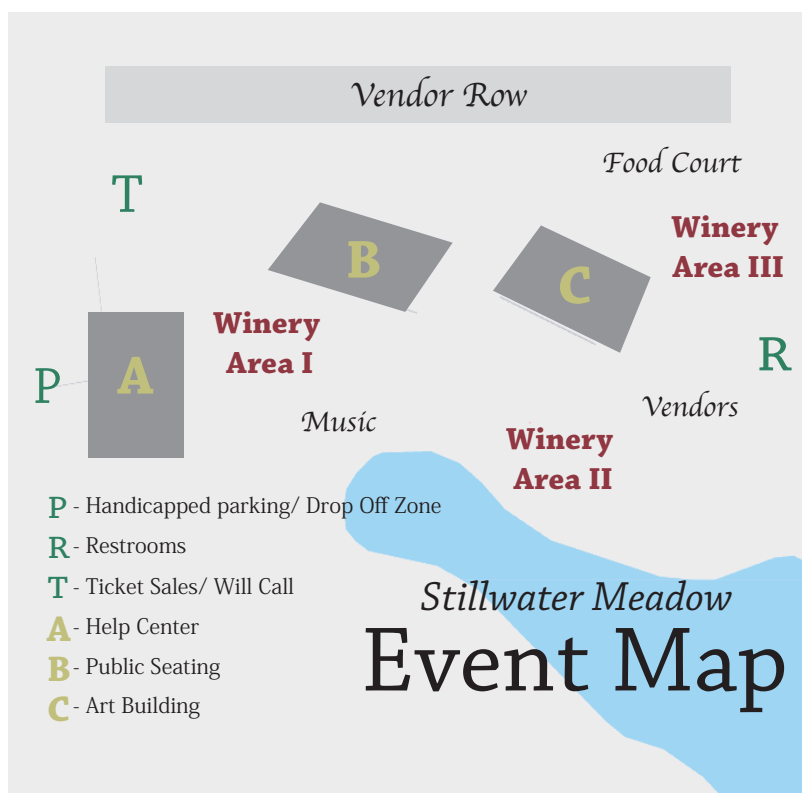 Vendor Row
Food Court
T
Winery
Area III
B
C
Winery
Area I
R
P
A
Vendors
Music
Winery
Area II
P - Handicapped parking/ Drop Off Zone
R - Restrooms
T - Ticket Sales/ Will Call
A - Help Center
B - Public Seating
C - Art Building
Stillwater Meadow
Event Map